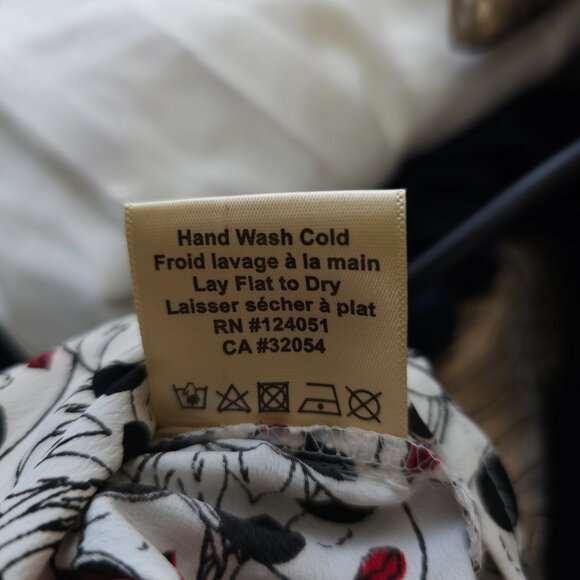 Hand Wash Cold
Froid lavage à la main
Lay Flat to Dry
Laisser sécher à plat
RN #124051
CA #32054